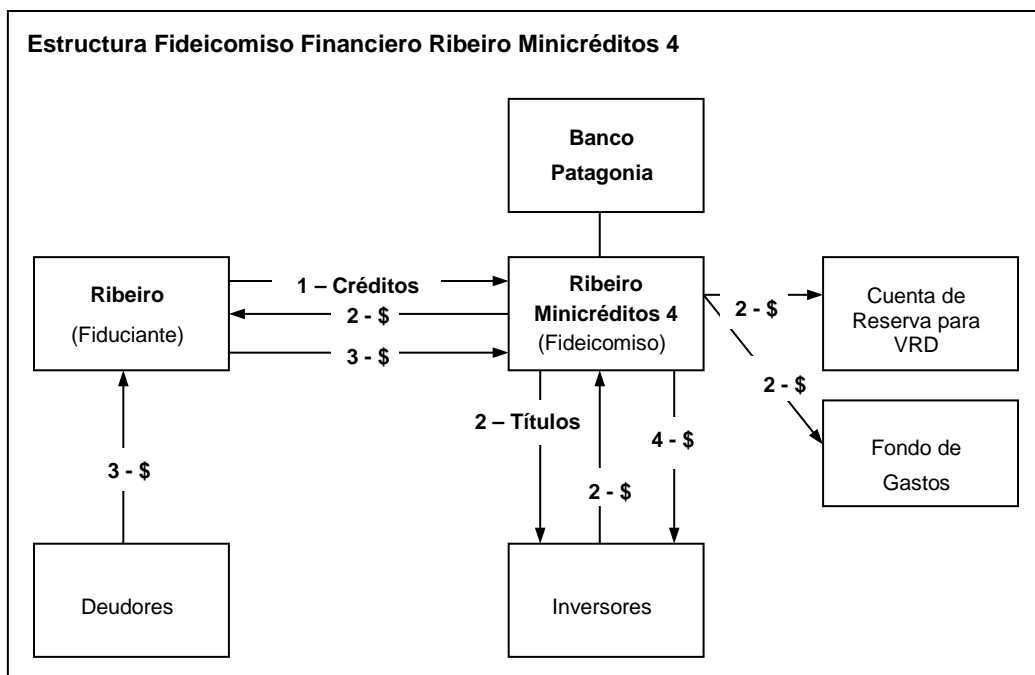 Estructura Fideicomiso Financiero Ribeiro Minicréditos 4
Banco
Patagonia
Ribeiro
(Fiduciante)
1 – Créditos
2 - $
3 - $
Ribeiro
Minicréditos 4
(Fideicomiso)
2 - $
Cuenta de
Reserva para
VRD
2 - $
Fondo de
Gastos
2 – Títulos
4 - $
3 - $
2 - $
Deudores
Inversores